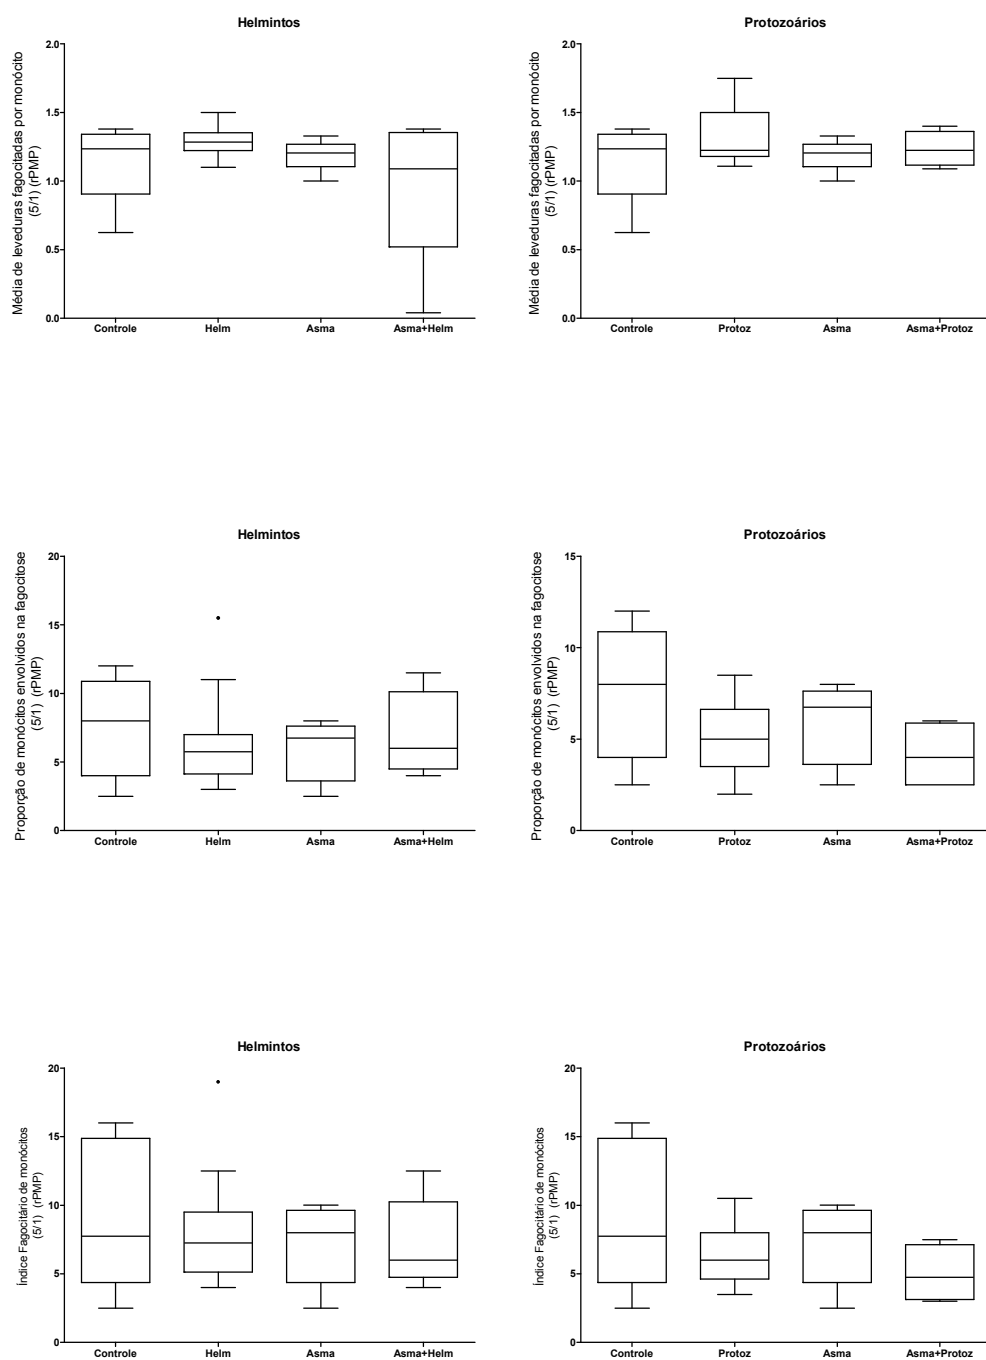 Helmintos
Média de leveduras fagocitadas por monócito
(5/1) (rPMP)
2.0
1.5
1.0
0.5
0.0
Controle Helm Asma Asma+Helm
Protozoários
Média de leveduras fagocitadas por monócito
(5/1) (rPMP)
2.0
1.5
1.0
0.5
0.0
Controle Protoz Asma Asma+Protoz
Helmintos
Proporção de monócitos envolvidos na fagocitose
(5/1) (rPMP)
20
15
10
5
0
Controle Helm Asma Asma+Helm
Protozoários
Proporção de monócitos envolvidos na fagocitose
(5/1) (rPMP)
15
10
5
0
Controle Protoz Asma Asma+Protoz
Helmintos
Índice Fagocitário de monócitos
(5/1) (rPMP)
20
15
10
5
0
Controle Helm Asma Asma+Helm
Protozoários
Índice Fagocitário de monócitos
(5/1) (rPMP)
20
15
10
5
0
Controle Protoz Asma Asma+Protoz